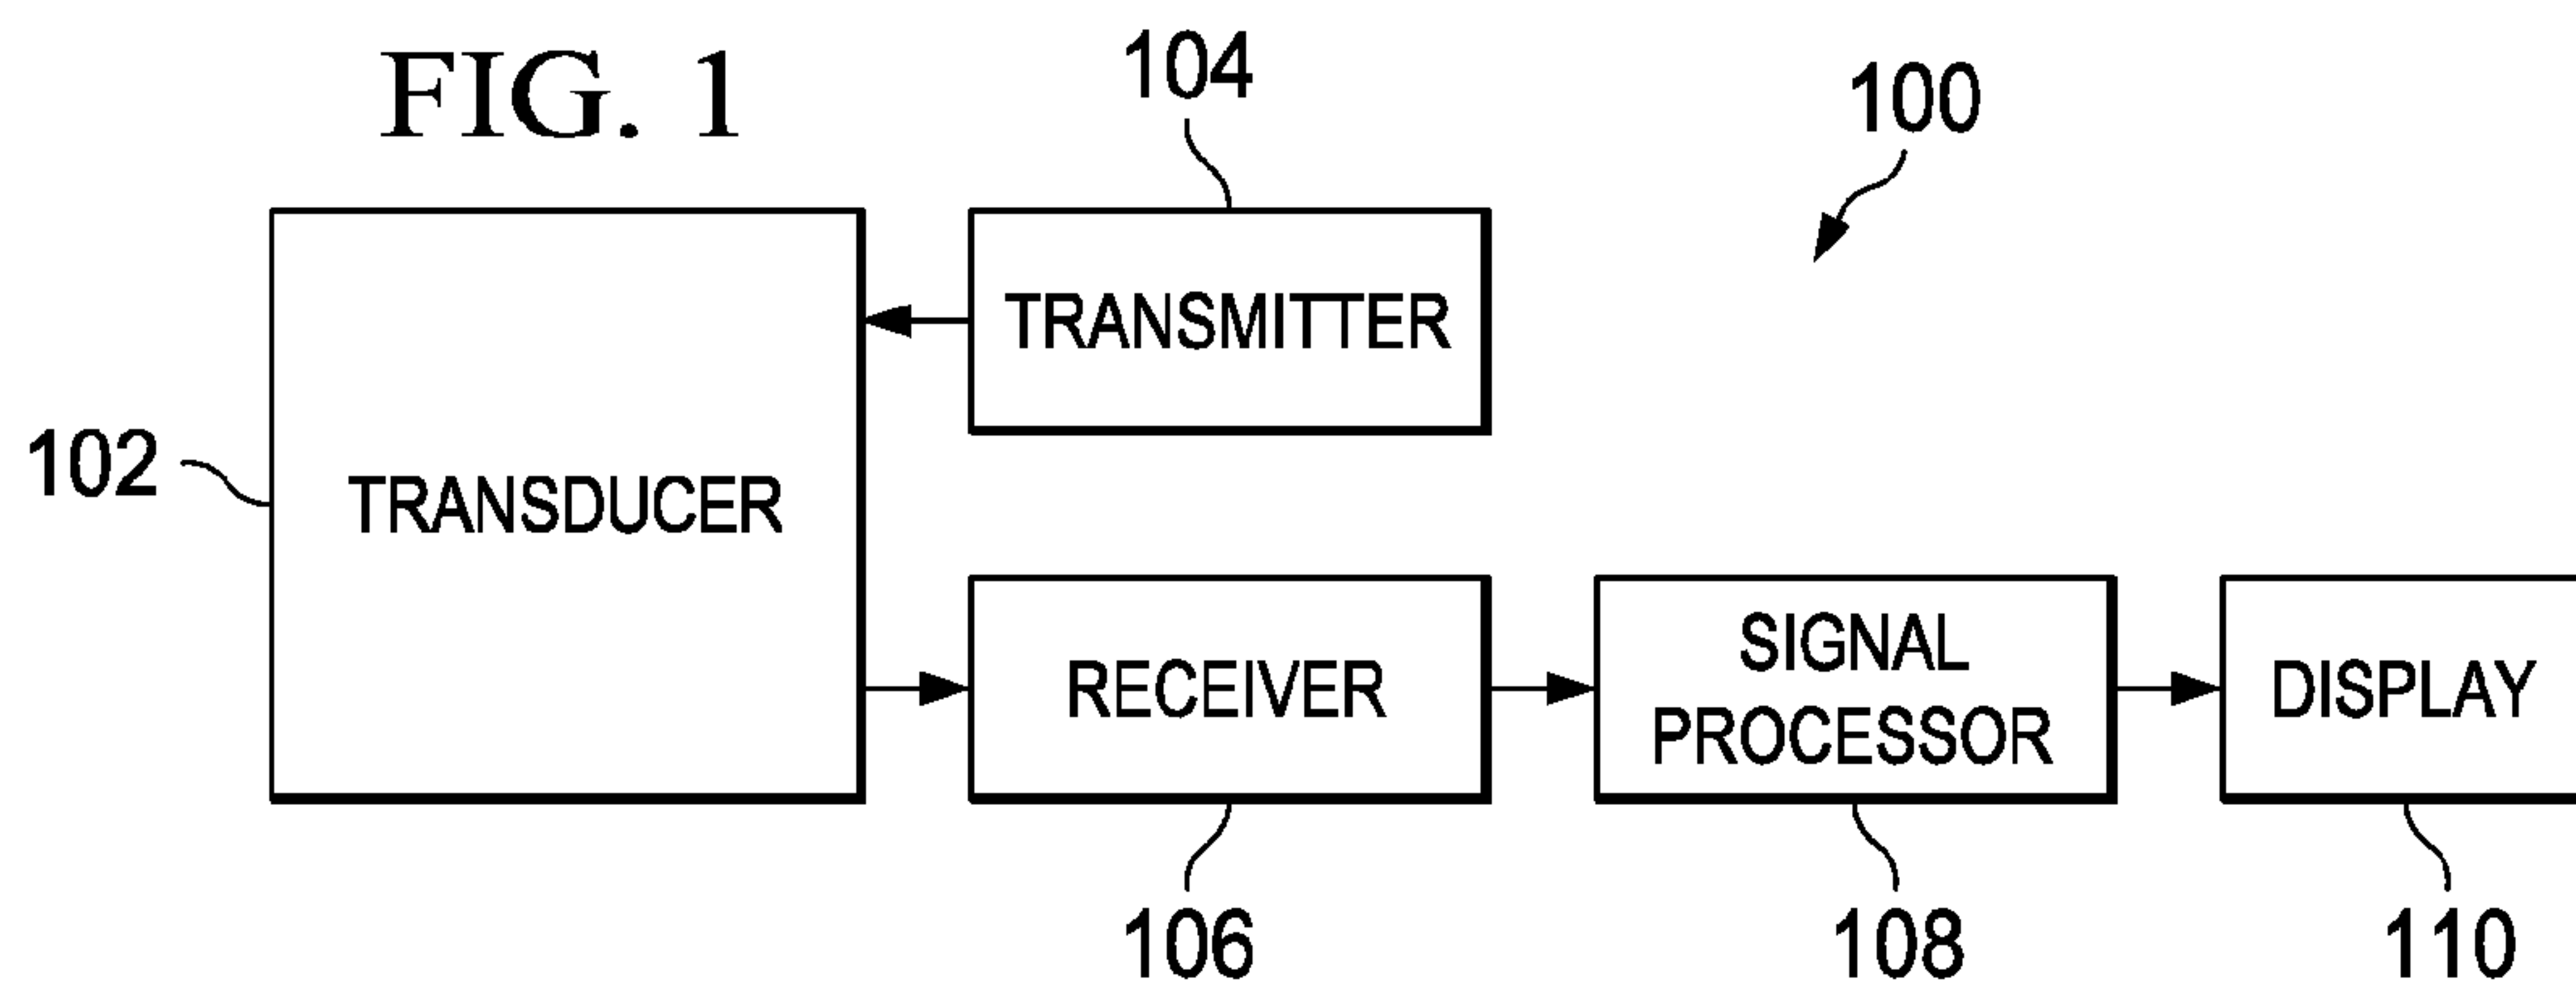 FIG. 1
104
100
102
TRANSDUCER
TRANSMITTER
RECEIVER
SIGNAL
PROCESSOR
DISPLAY
106
108
110